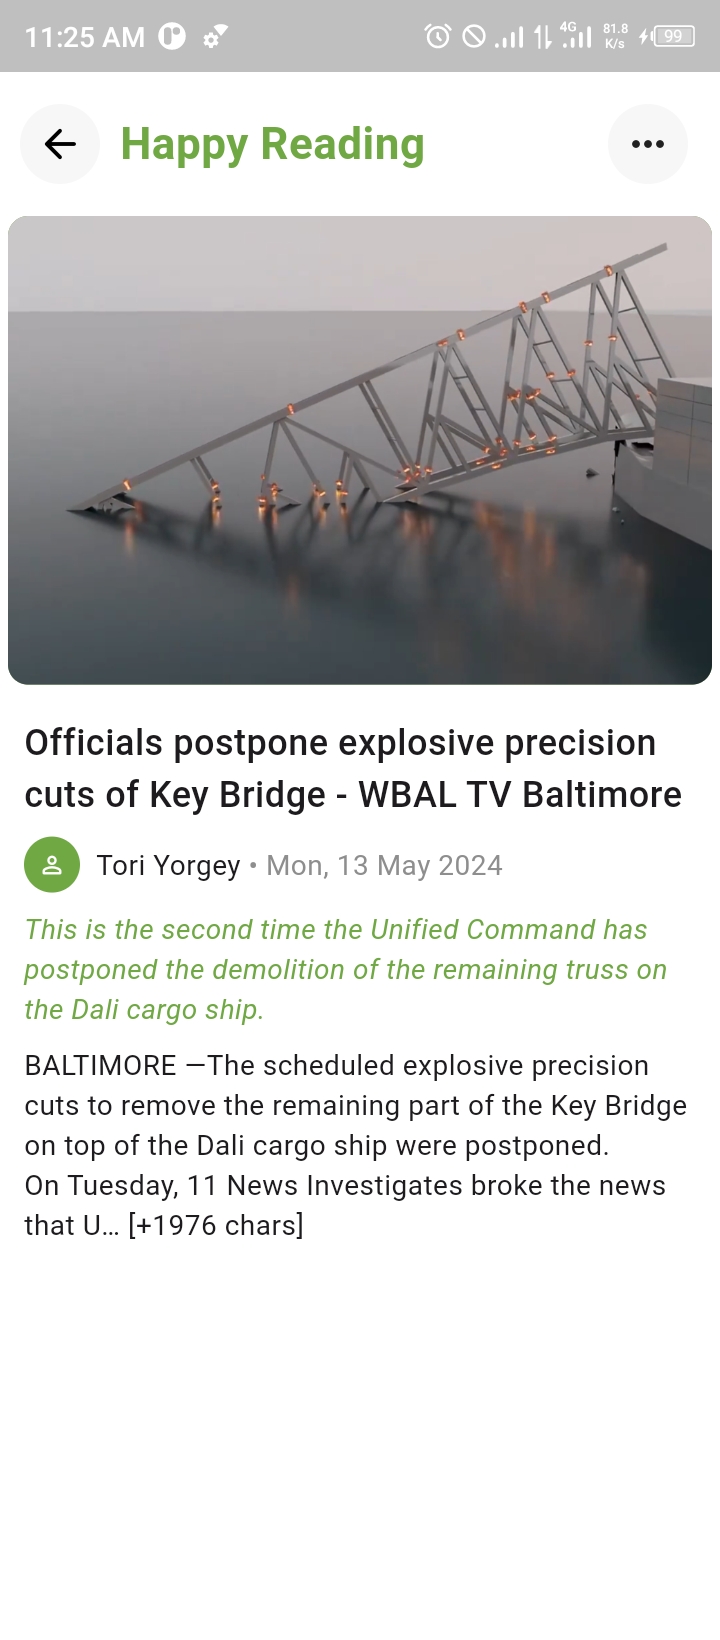 11:25 AM
4G
81.8
K/s
99
Happy Reading
Officials postpone explosive precision
cuts of Key Bridge - WBAL TV Baltimore
Tori Yorgey • Mon, 13 May 2024
This is the second time the Unified Command has
postponed the demolition of the remaining truss on
the Dali cargo ship.
BALTIMORE —The scheduled explosive precision
cuts to remove the remaining part of the Key Bridge
on top of the Dali cargo ship were postponed.
On Tuesday, 11 News Investigates broke the news
that U… [+1976 chars]